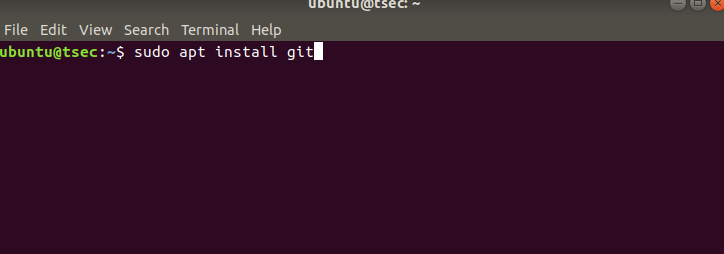 ubuntu@tsec: ~
File Edit View Search Terminal Help
ubuntu@tsec:~$ sudo apt install git